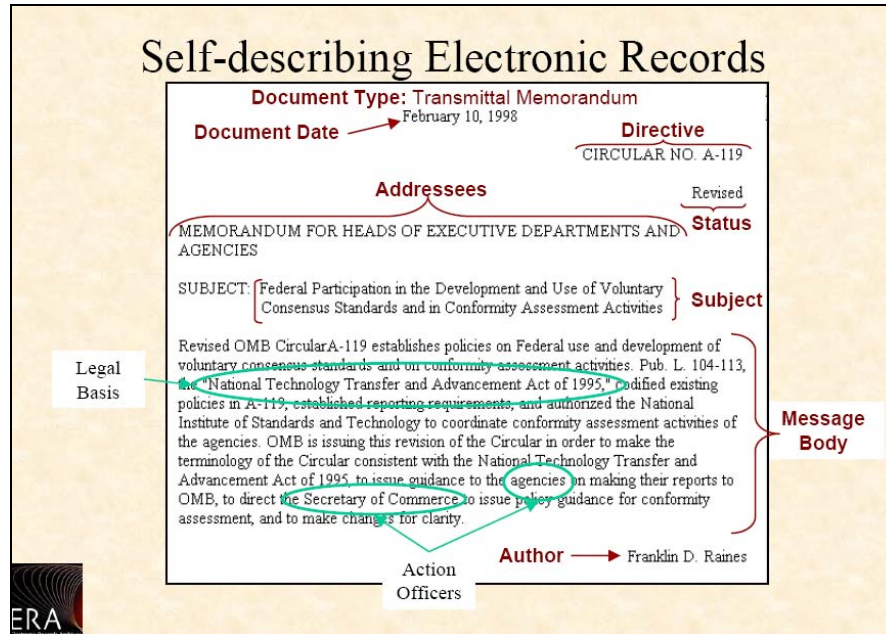 Self-describing Electronic Records
Document Type: Transmittal Memorandum
February 10, 1998
Document Date
Directive
CIRCULAR NO. A-119
Addressees
Revised
Status
MEMORANDUM FOR HEADS OF EXECUTIVE DEPARTMENTS AND
AGENCIES
SUBJECT: Federal Participation in the Development and Use of Voluntary
Consensus Standards and in Conformity Assessment Activities
Subject
Revised OMB CircularA-119 establishes policies on Federal use and development of
voluntary consensus standards and on conformity assessment activities. Pub. L. 104-113,
the "National Technology Transfer and Advancement Act of 1995," codified existing
policies in A-119, established reporting requirements, and authorized the National
Institute of Standards and Technology to coordinate conformity assessment activities of
the agencies. OMB is issuing this revision of the Circular in order to make the
terminology of the Circular consistent with the National Technology Transfer and
Advancement Act of 1995, to issue guidance to the agencies on making their reports to
OMB, to direct the Secretary of Commerce to issue policy guidance for conformity
assessment, and to make changes for clarity.
Legal
Basis
Message
Body
Author
Franklin D. Raines
Action
Officers
ERA